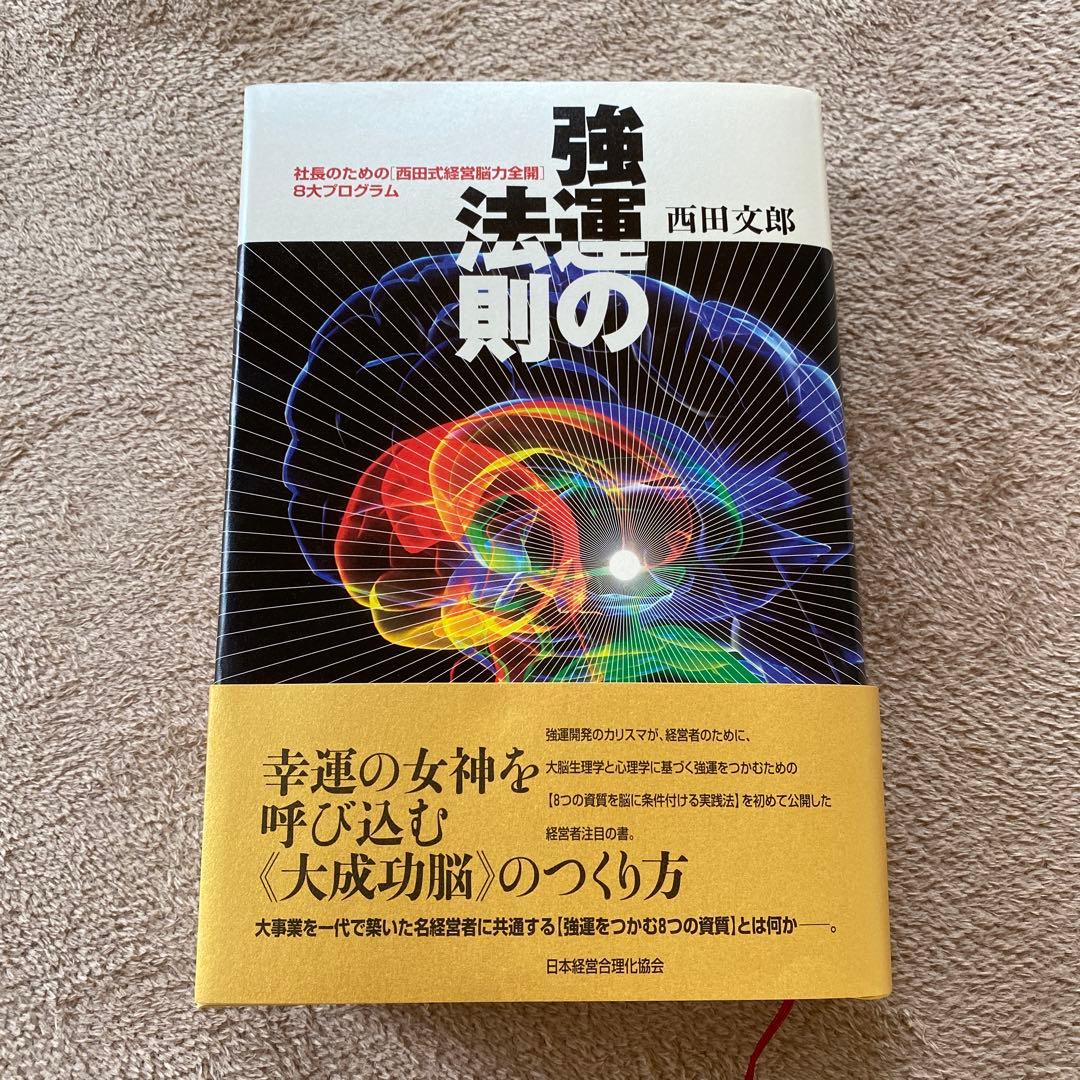 強運の
法則
社長のための[西田式経営脳力全開]
8大プログラム
西田文郎
幸運の女神を
呼び込む
《大成功脳》のつくり方
強運開発のカリスマが、経営者のために、
大脳生理学と心理学に基づく強運をつかむための
【8つの資質を脳に条件付ける実践法】を初めて公開した
経営者注目の書。
大事業を一代で築いた名経営者に共通する【強運をつかむ8つの資質】とは何か――。
日本経営合理化協会